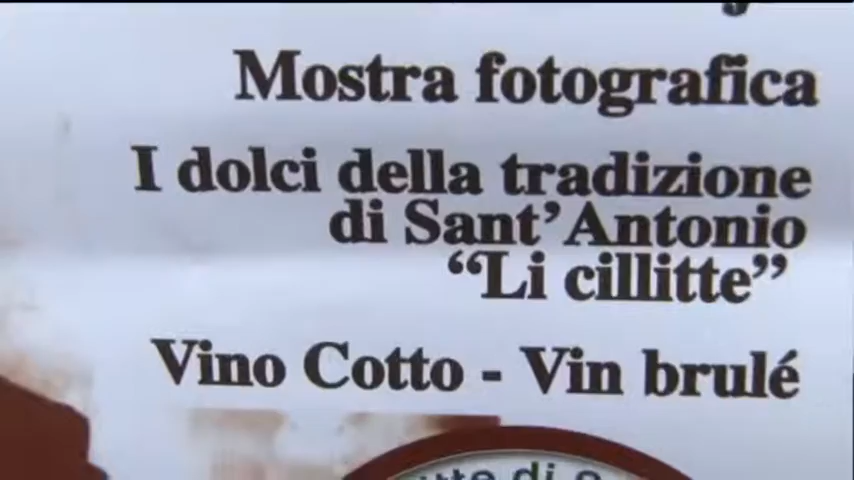 Mostra fotografica
I dolci della tradizione
di Sant'Antonio
“Li cillitte”
Vino Cotto - Vin brulé